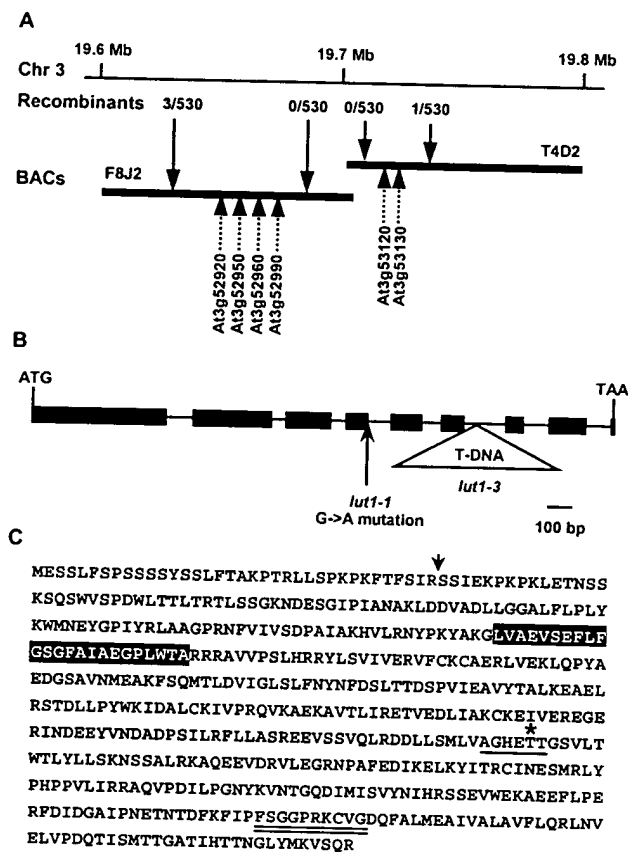 A
19.6 Mb 19.7 Mb 19.8 Mb
Chr 3
Recombinants
3/530 0/530 0/530 1/530
BACs
F8J2 T4D2
At3g52920
At3g52950
At3g52960
At3g52990
At3g53120
At3g53130
B
ATG TAA
T-DNA
lut1-1 lut1-3
G->A mutation
100 bp
C
MESSLFSPSSSSYSSLFTAKPTRLLSPKPKFTFSIRSSIEKPKPKLETNSS
KSQSWVSPDWLTTLTRTLSSGKNDESGIPIANAKLDDVADLLGGALFLPLY
KWMNEYGPIYRLAAGPRNFVIVSDPAIAKHVLRNYPKYAKGLVAEVSEFLF
GSGFAIAEGPLWTARRRAVVPSLHRRYLSVIVERVFCKCAERLVEKLQPYA
EDGSAVNMEAKFSQMTLDVIGLSLFNYNFDSLTTDSPVIEAVYTALKEAEL
RSTDLLPYWKIDALCKIVPRQVKAEKAVTLIRETVEDLIAKCKEIVEREGE
*
RINDEEYVNDADPSILRFLLASREEVSSVQLRDDLLSMLVAGHETTGSVLT
WTLYLLSKNSSALRKAQEEVDRVLEGRNPAFEDIKELKYITRCINESMRLY
PHPPVLIRRAQVPDILPGNYKVNTGQDIMISVYNIHRSSEVWEKAEEFLPE
RFDIDGAIPNETNTDFKFIPFSGGPRKCVGDQFALMEAIVALAVFLQRLNV
ELVPDQTISMTTGATIHTTNGLYMKVSQR